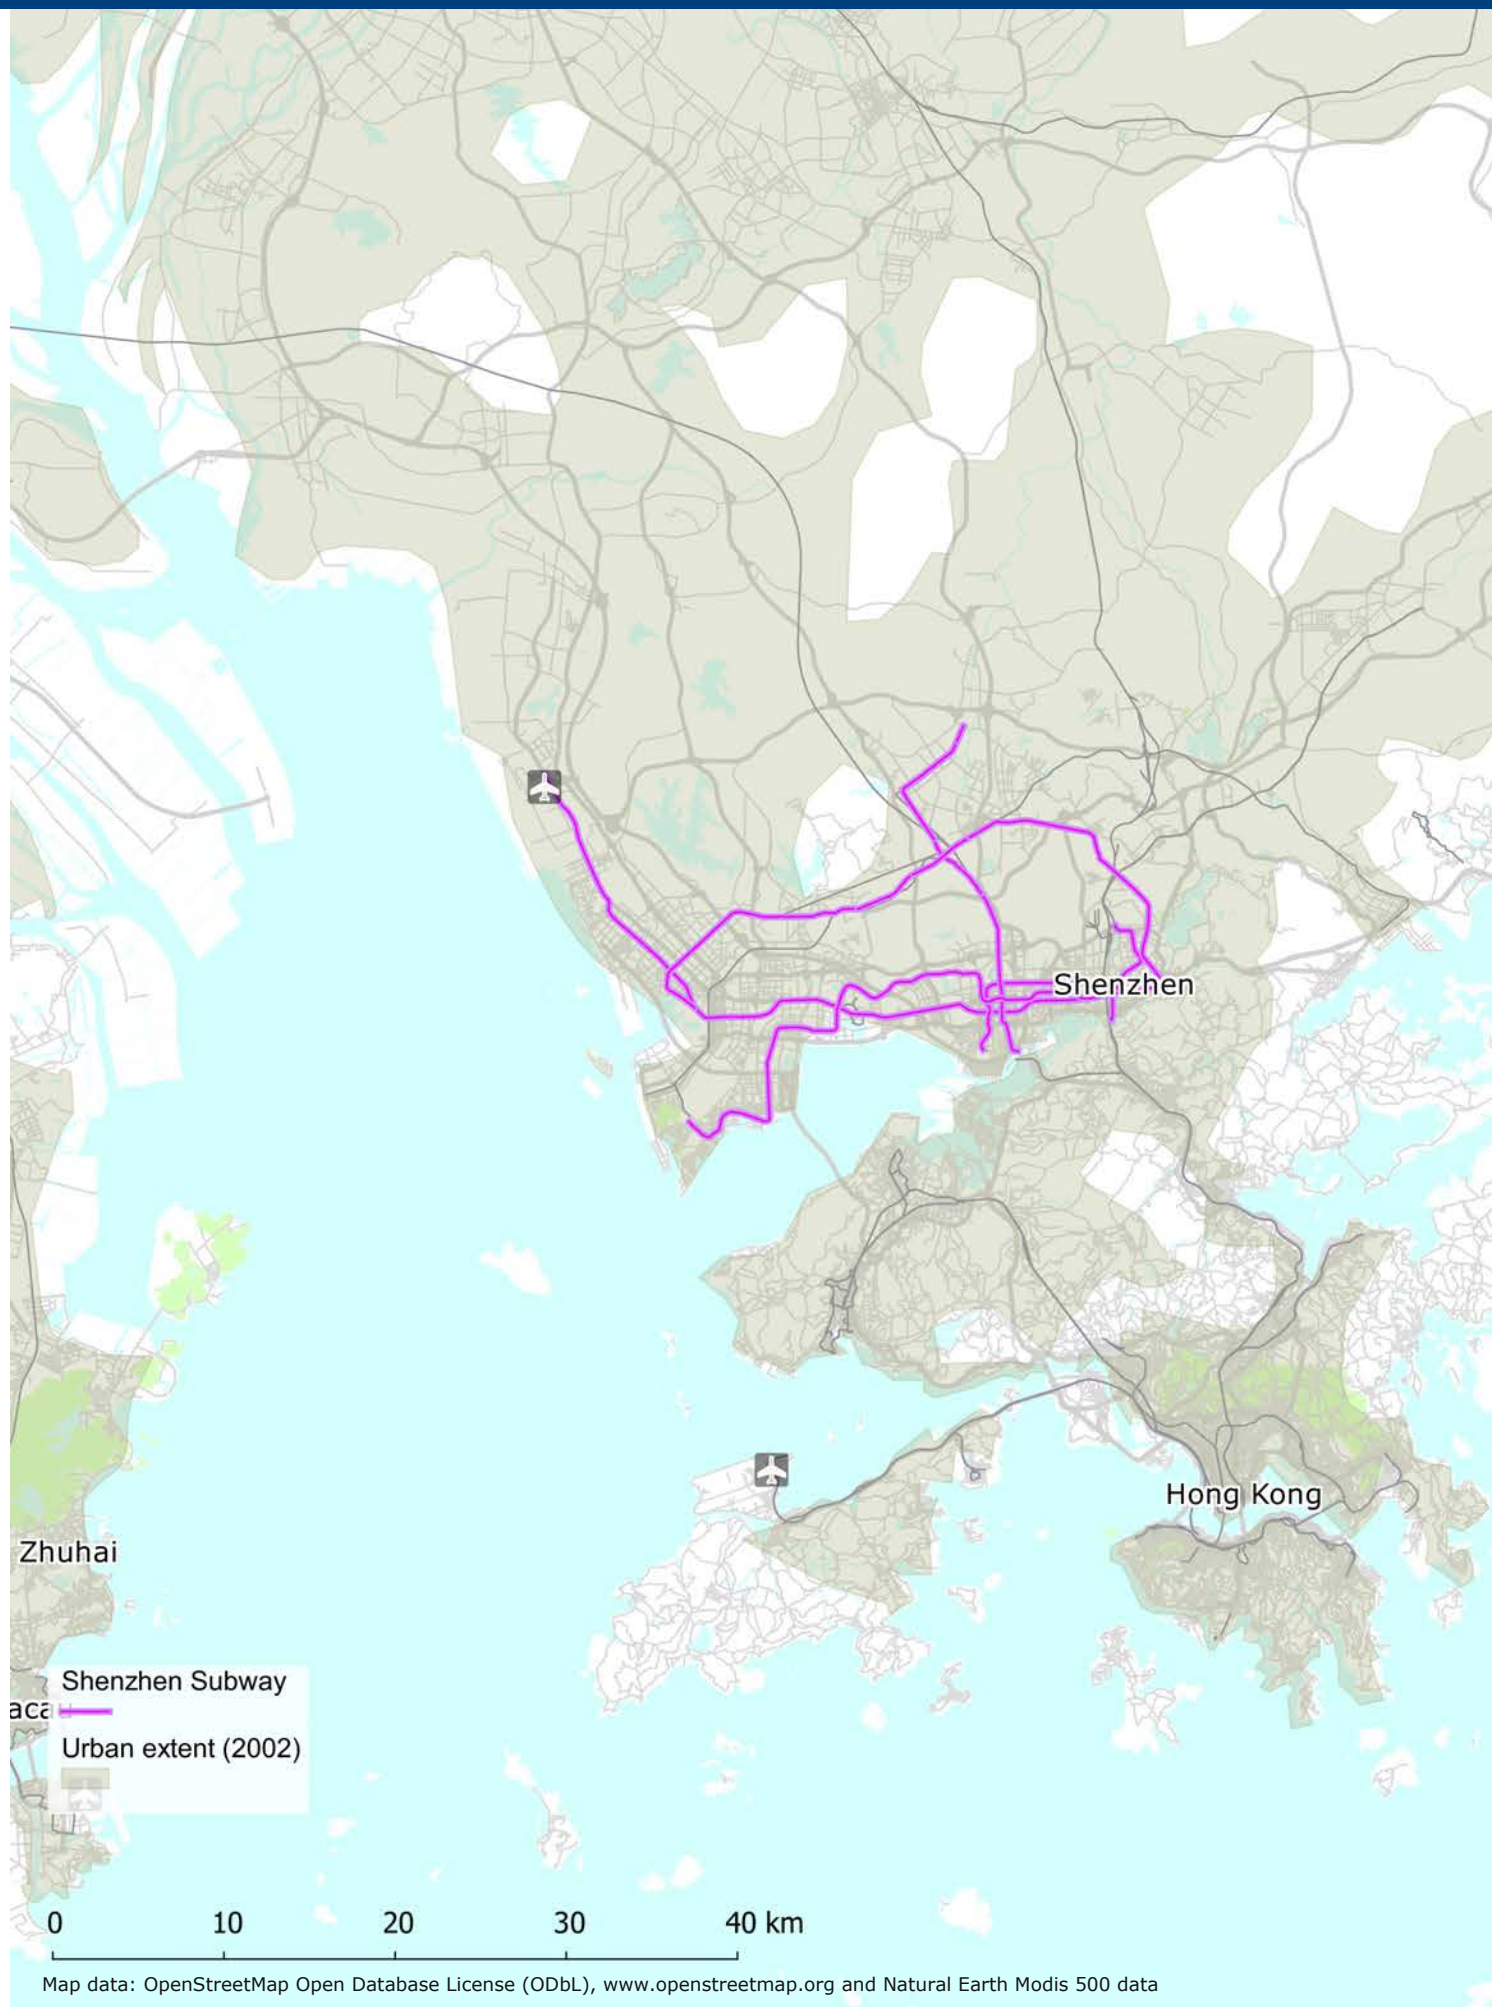 Shenzhen
Hong Kong
Zhuhai
Shenzhen Subway
aca
Urban extent (2002)
0 10 20 30 40 km
Map data: OpenStreetMap Open Database License (ODbL), www.openstreetmap.org and Natural Earth Modis 500 data